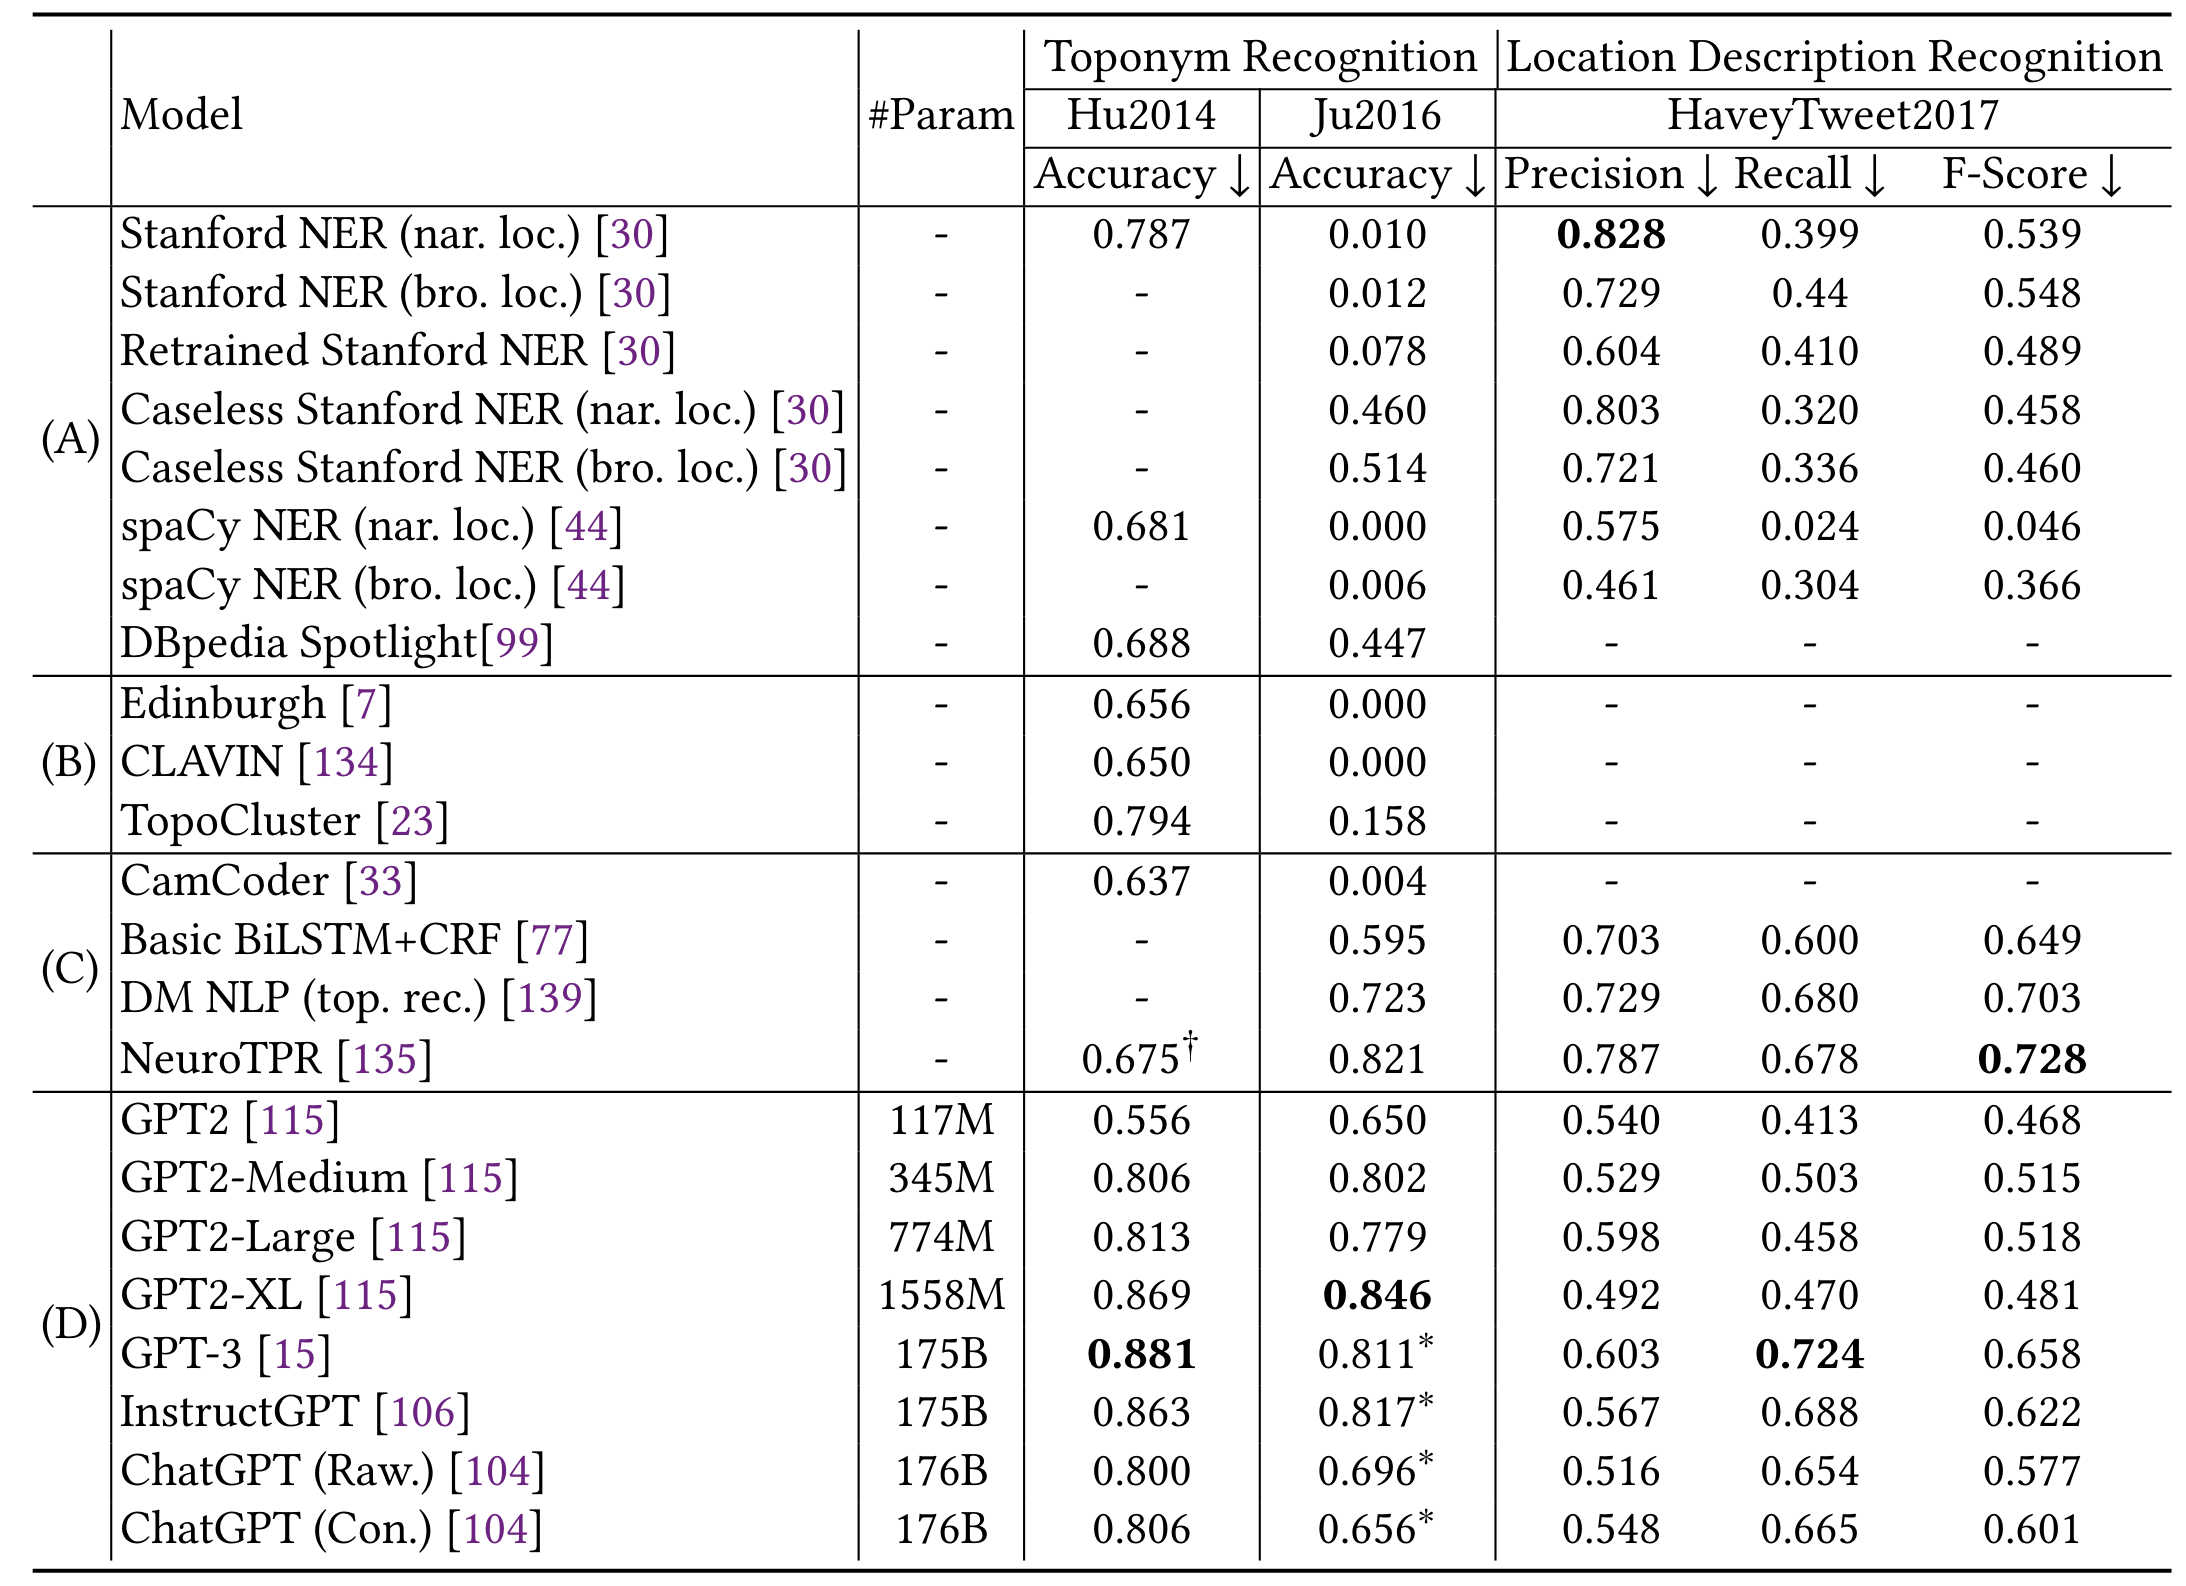 Toponym Recognition Location Description Recognition
Model #Param Hu2014 Ju2016 HaveyTweet2017
Accuracy ↓ Accuracy ↓ Precision ↓ Recall ↓ F-Score ↓
(A)
Stanford NER (nar. loc.) [30] - 0.787 0.010 0.828 0.399 0.539
Stanford NER (bro. loc.) [30] - - 0.012 0.729 0.44 0.548
Retrained Stanford NER [30] - - 0.078 0.604 0.410 0.489
Caseless Stanford NER (nar. loc.) [30] - - 0.460 0.803 0.320 0.458
Caseless Stanford NER (bro. loc.) [30] - - 0.514 0.721 0.336 0.460
spaCy NER (nar. loc.) [44] - 0.681 0.000 0.575 0.024 0.046
spaCy NER (bro. loc.) [44] - - 0.006 0.461 0.304 0.366
DBpedia Spotlight[99] - 0.688 0.447 - - -
(B)
Edinburgh [7] - 0.656 0.000 - - -
CLAVIN [134] - 0.650 0.000 - - -
TopoCluster [23] - 0.794 0.158 - - -
(C)
CamCoder [33] - 0.637 0.004 - - -
Basic BiLSTM+CRF [77] - - 0.595 0.703 0.600 0.649
DM NLP (top. rec.) [139] - - 0.723 0.729 0.680 0.703
NeuroTPR [135] - 0.675† 0.821 0.787 0.678 0.728
(D)
GPT2 [115] 117M 0.556 0.650 0.540 0.413 0.468
GPT2-Medium [115] 345M 0.806 0.802 0.529 0.503 0.515
GPT2-Large [115] 774M 0.813 0.779 0.598 0.458 0.518
GPT2-XL [115] 1558M 0.869 0.846 0.492 0.470 0.481
GPT-3 [15] 175B 0.881 0.811* 0.603 0.724 0.658
InstructGPT [106] 175B 0.863 0.817* 0.567 0.688 0.622
ChatGPT (Raw.) [104] 176B 0.800 0.696* 0.516 0.654 0.577
ChatGPT (Con.) [104] 176B 0.806 0.656* 0.548 0.665 0.601